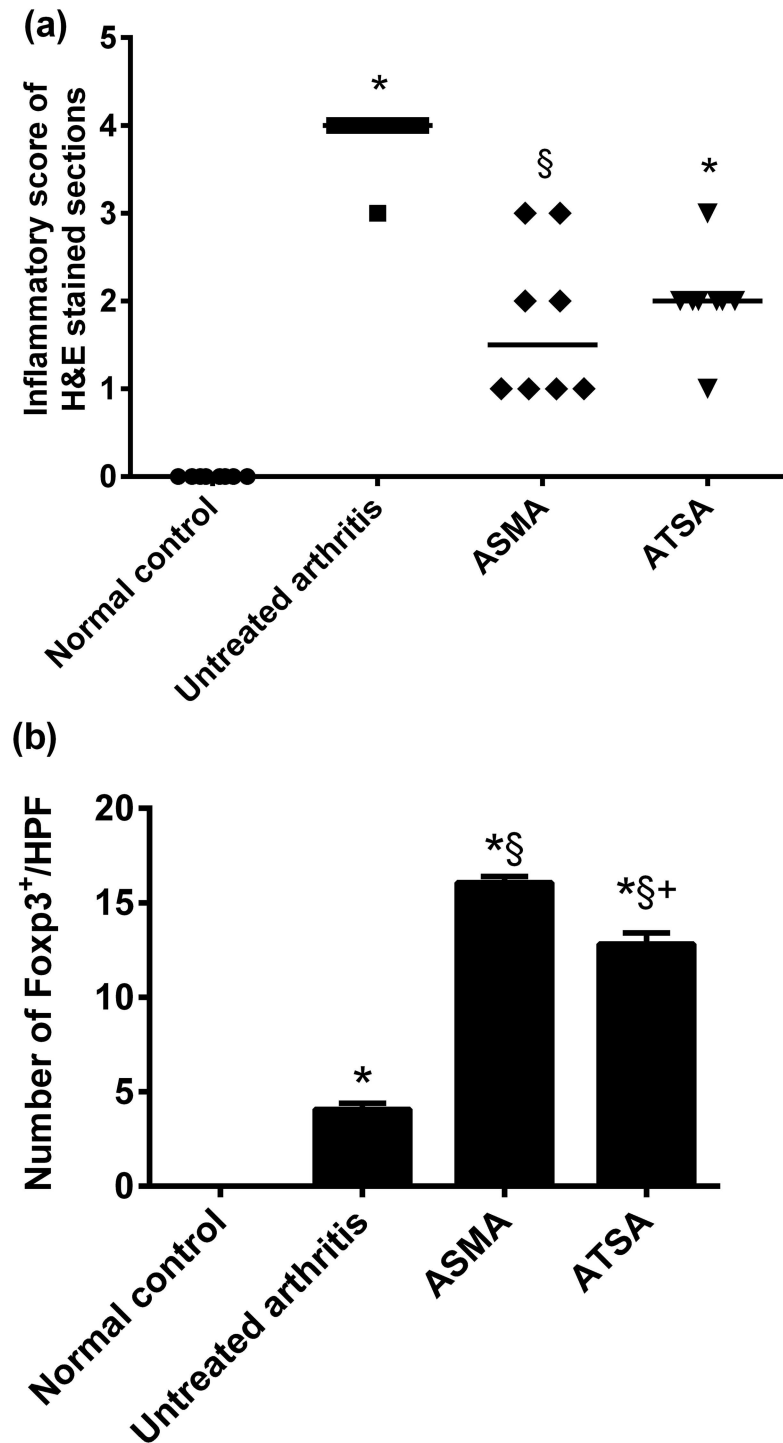 (a)
Inflammatory score of
H&E stained sections
5
4
3
2
1
0
*
§
*
Normal control
Untreated arthritis
ASMA
ATSA
(b)
Number of Foxp3⁺/HPF
20
15
10
5
0
*
*§
*§+
Normal control
Untreated arthritis
ASMA
ATSA